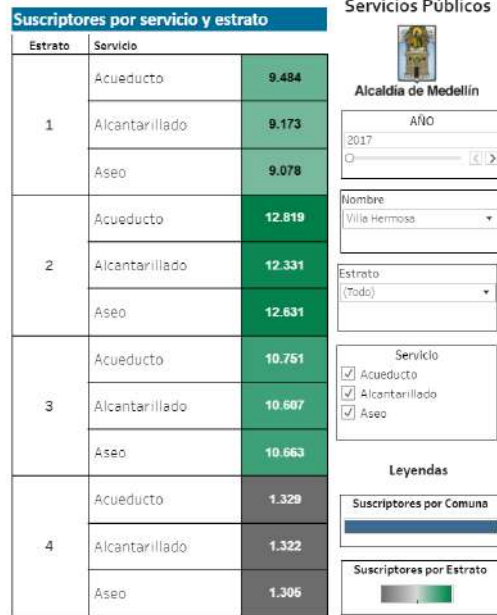 Suscriptores por servicio y estrato
Estrato Servicio
Acueducto 9.484
1 Alcantarillado 9.173
Aseo 9.078
Acueducto 12.819
2 Alcantarillado 12.331
Aseo 12.631
Acueducto 10.751
3 Alcantarillado 10.607
Aseo 10.663
Acueducto 1.329
4 Alcantarillado 1.322
Aseo 1.305
Servicios Públicos
Alcaldía de Medellín
AÑO
2017
Nombre
Villa Hermosa
Estrato
(Todo)
Servicio
Acueducto
Alcantarillado
Aseo
Leyendas
Suscriptores por Comuna
Suscriptores por Estrato